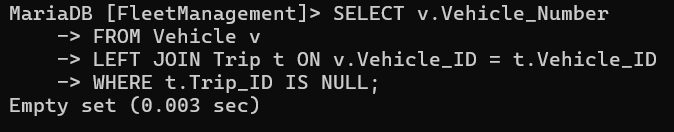 MariaDB [FleetManagement]> SELECT v.Vehicle_Number
    -> FROM Vehicle v
    -> LEFT JOIN Trip t ON v.Vehicle_ID = t.Vehicle_ID
    -> WHERE t.Trip_ID IS NULL;
Empty set (0.003 sec)